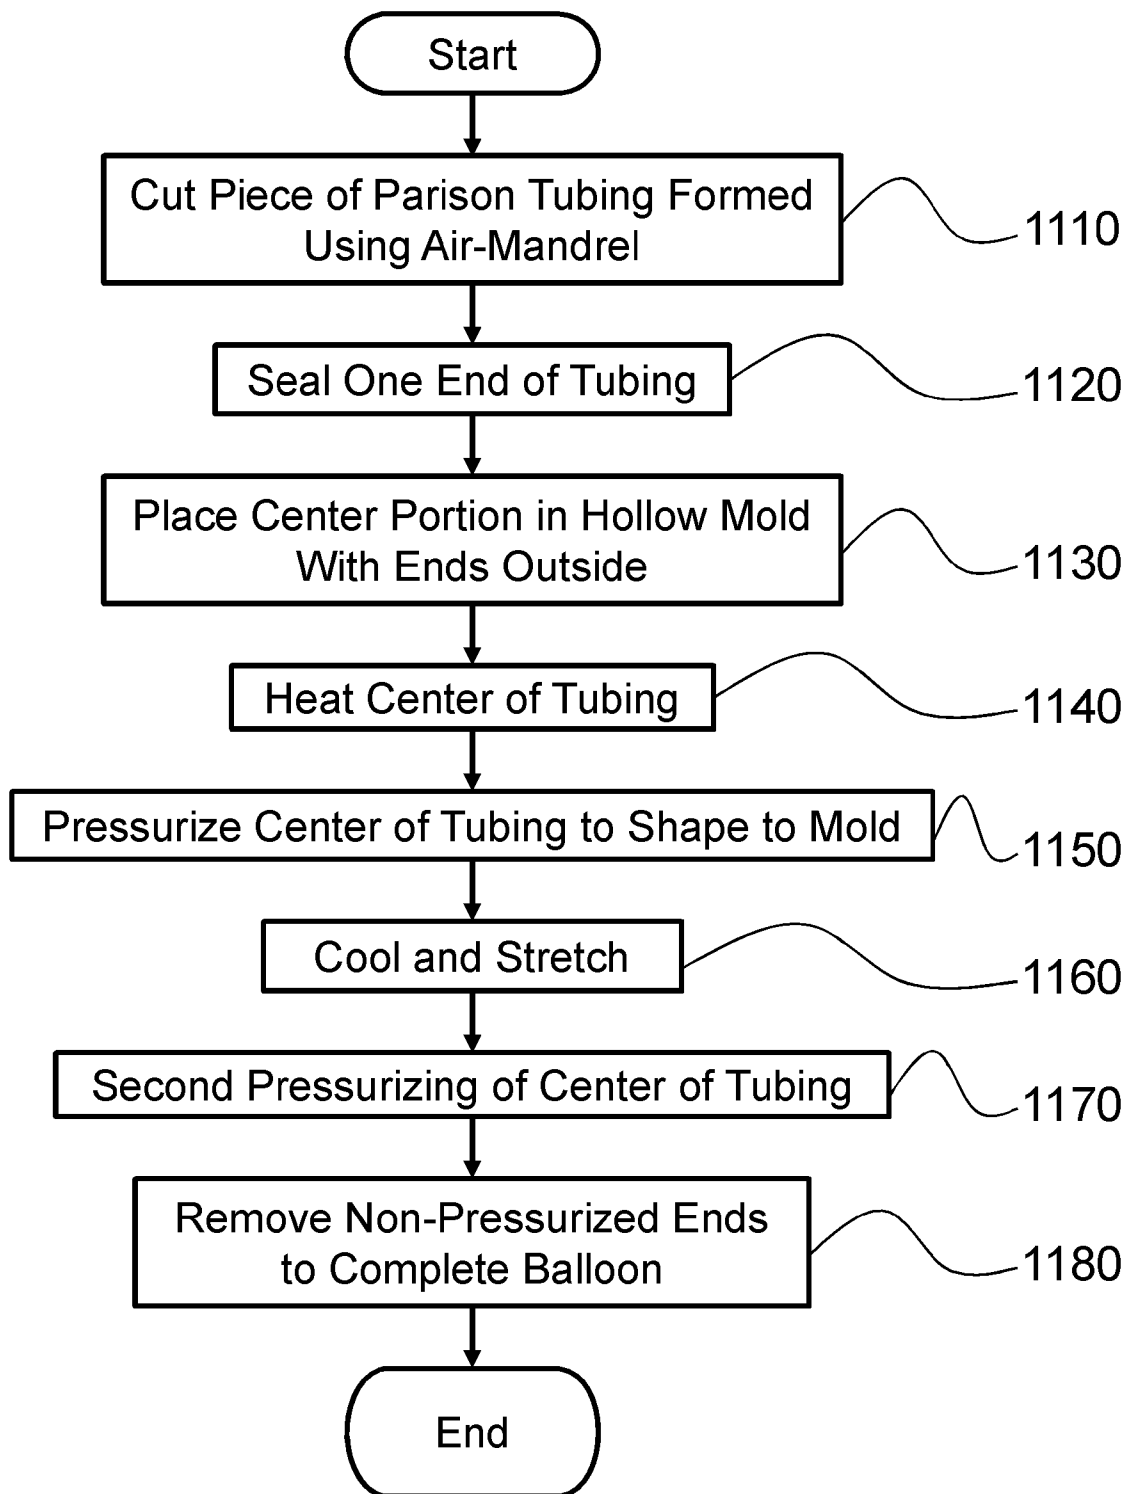 Start
Cut Piece of Parison Tubing Formed
Using Air-Mandrel
1110
Seal One End of Tubing
1120
Place Center Portion in Hollow Mold
With Ends Outside
1130
Heat Center of Tubing
1140
Pressurize Center of Tubing to Shape to Mold
1150
Cool and Stretch
1160
Second Pressurizing of Center of Tubing
1170
Remove Non-Pressurized Ends
to Complete Balloon
1180
End